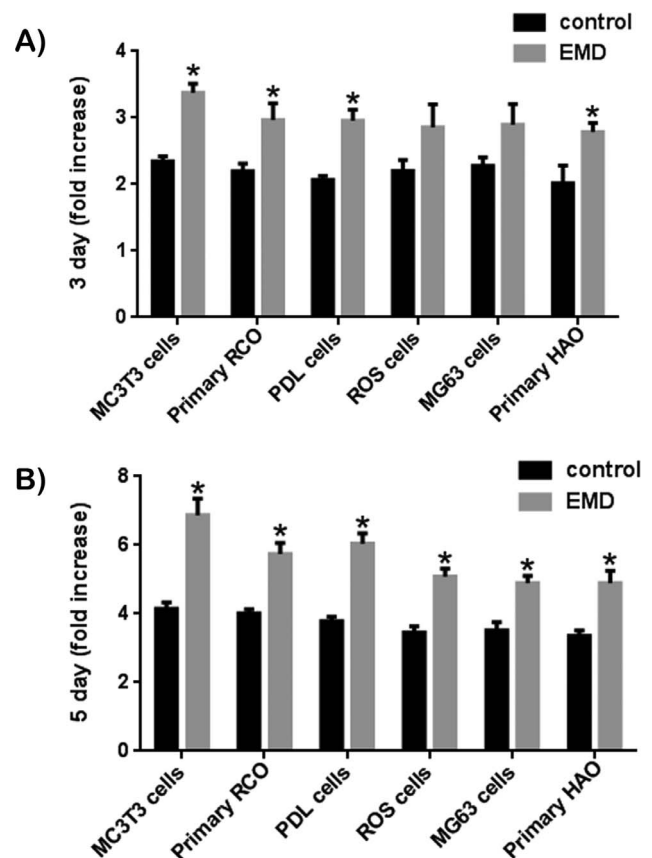 A)
control
EMD
3 day (fold increase)
4
3
2
1
0
* * * *
MC3T3 cells
Primary RCO
PDL cells
ROS cells
MG63 cells
Primary HAO
B)
control
EMD
5 day (fold increase)
8
6
4
2
0
* * * * * *
MC3T3 cells
Primary RCO
PDL cells
ROS cells
MG63 cells
Primary HAO